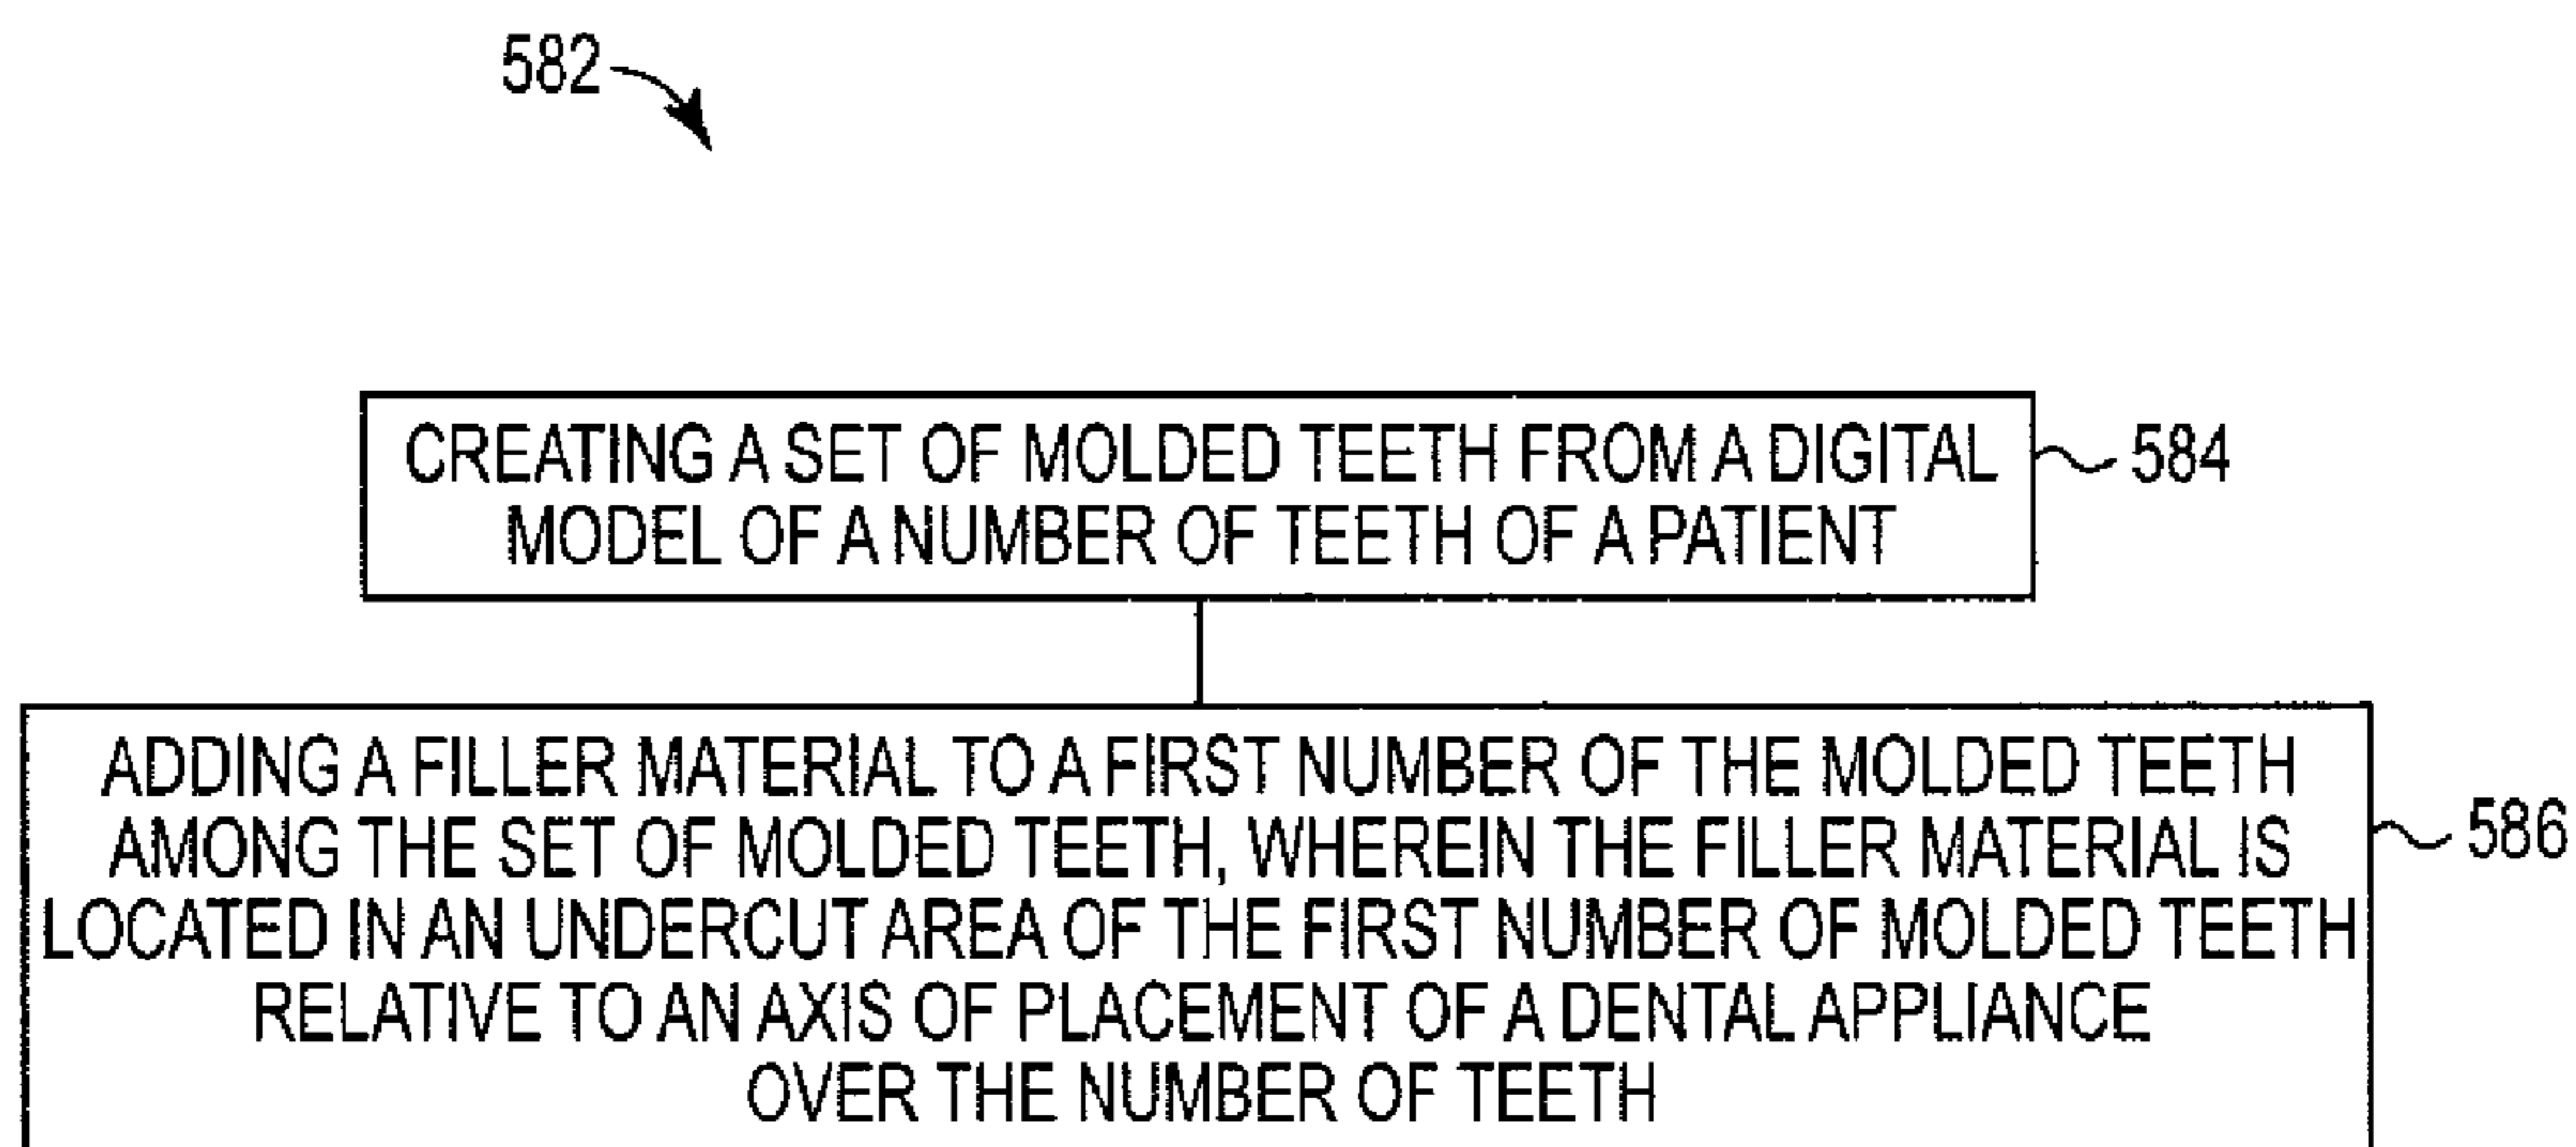 582
CREATING A SET OF MOLDED TEETH FROM A DIGITAL
MODEL OF A NUMBER OF TEETH OF A PATIENT
584
ADDING A FILLER MATERIAL TO A FIRST NUMBER OF THE MOLDED TEETH
AMONG THE SET OF MOLDED TEETH, WHEREIN THE FILLER MATERIAL IS
LOCATED IN AN UNDERCUT AREA OF THE FIRST NUMBER OF MOLDED TEETH
RELATIVE TO AN AXIS OF PLACEMENT OF A DENTAL APPLIANCE
OVER THE NUMBER OF TEETH
586